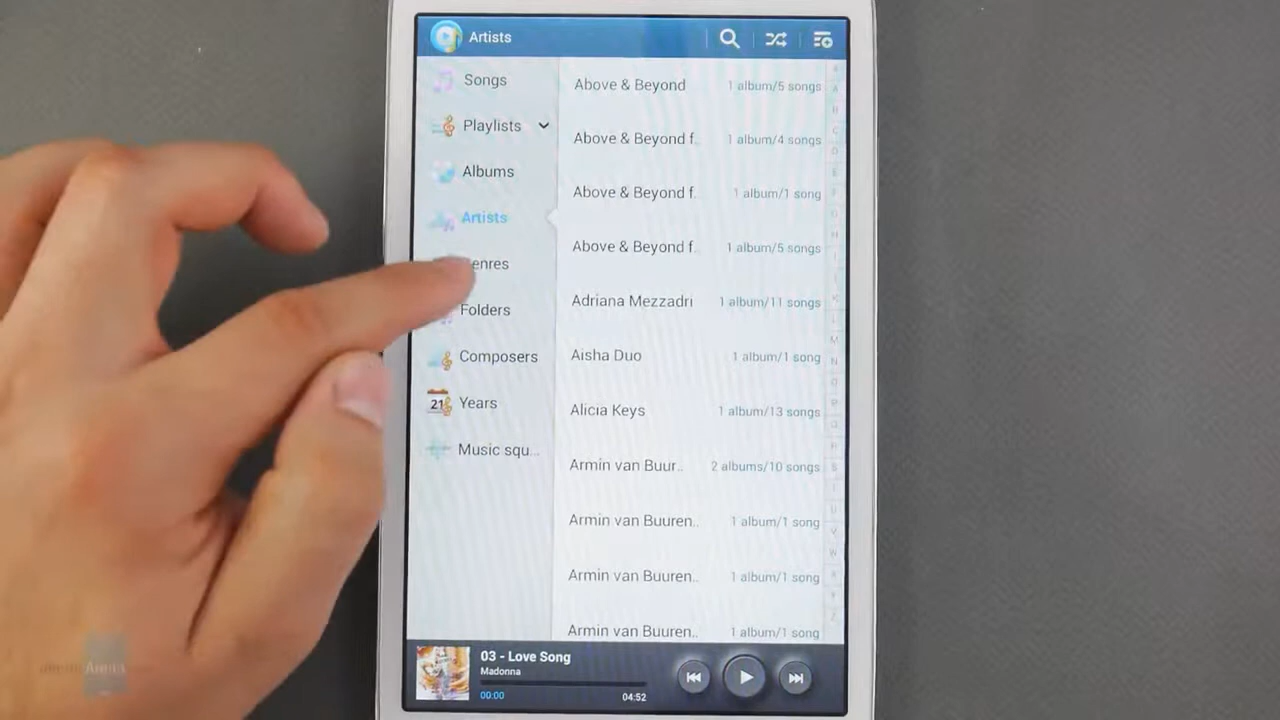 Artists
Songs
Playlists
Albums
Artists
enres
Folders
Composers
21 Years
Music squ...
Above & Beyond 1 album/5 songs
Above & Beyond f.. 1 album/4 songs
Above & Beyond f.. 1 album/1 song
Above & Beyond f.. 1 album/5 songs
Adriana Mezzadri 1 album/11 songs
Aisha Duo 1 album/1 song
Alicia Keys 1 album/13 songs
Armin van Buur.. 2 albums/10 songs
Armin van Buuren.. 1 album/1 song
Armin van Buuren.. 1 album/1 song
Armin van Buuren.. 1 album/1 song
03 - Love Song
Madonna
00:00 04:52